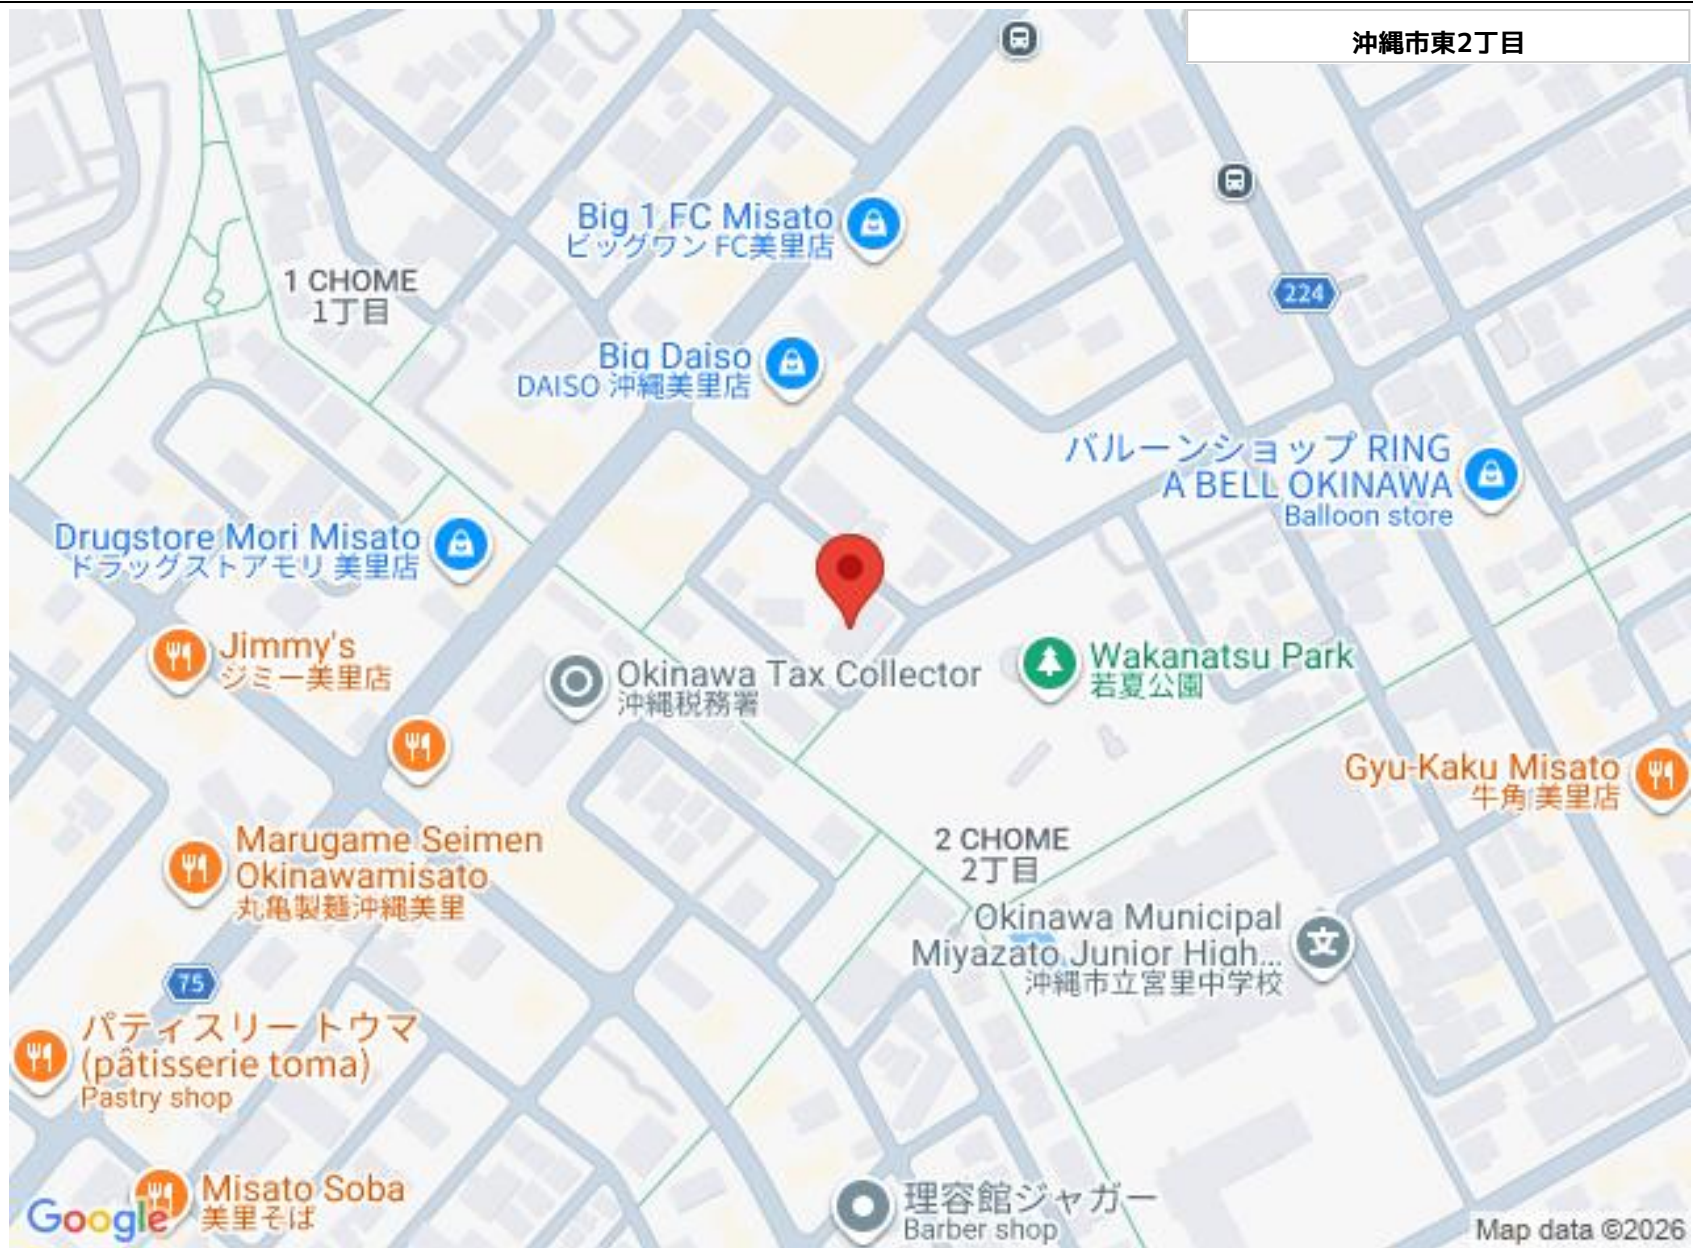 沖縄市東2丁目
Big 1 FC Misato
ビッグワン FC美里店
224
1 CHOME
1丁目
Big Daiso
DAISO 沖縄美里店
バルーンショップ RING
A BELL OKINAWA
Balloon store
Drugstore Mori Misato
ドラッグストアモリ 美里店
Jimmy's
ジミー美里店
Okinawa Tax Collector
沖縄税務署
Wakanatsu Park
若夏公園
Gyu-Kaku Misato
牛角 美里店
Marugame Seimen
Okinawamisato
丸亀製麺沖縄美里
2 CHOME
2丁目
Okinawa Municipal
Miyazato Junior High...
沖縄市立宮里中学校
75
パティスリー トウマ
(pâtisserie toma)
Pastry shop
Misato Soba
美里そば
理容館ジャガー
Barber shop
Google
Map data ©2026